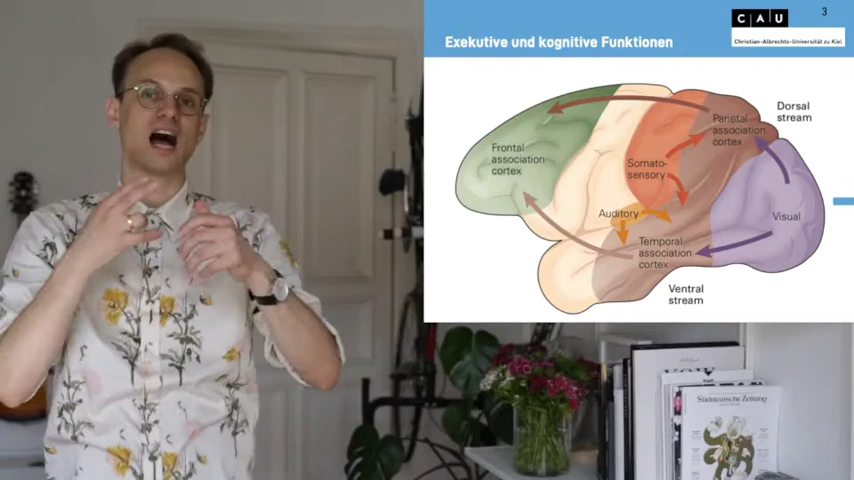 3
C A U
Christian-Albrechts-Universität zu Kiel
Exekutive und kognitive Funktionen
Dorsal
stream
Parietal
association
cortex
Frontal
association
cortex
Somato-
sensory
Auditory
Visual
Temporal
association
cortex
Ventral
stream
Süddeutsche Zeitung